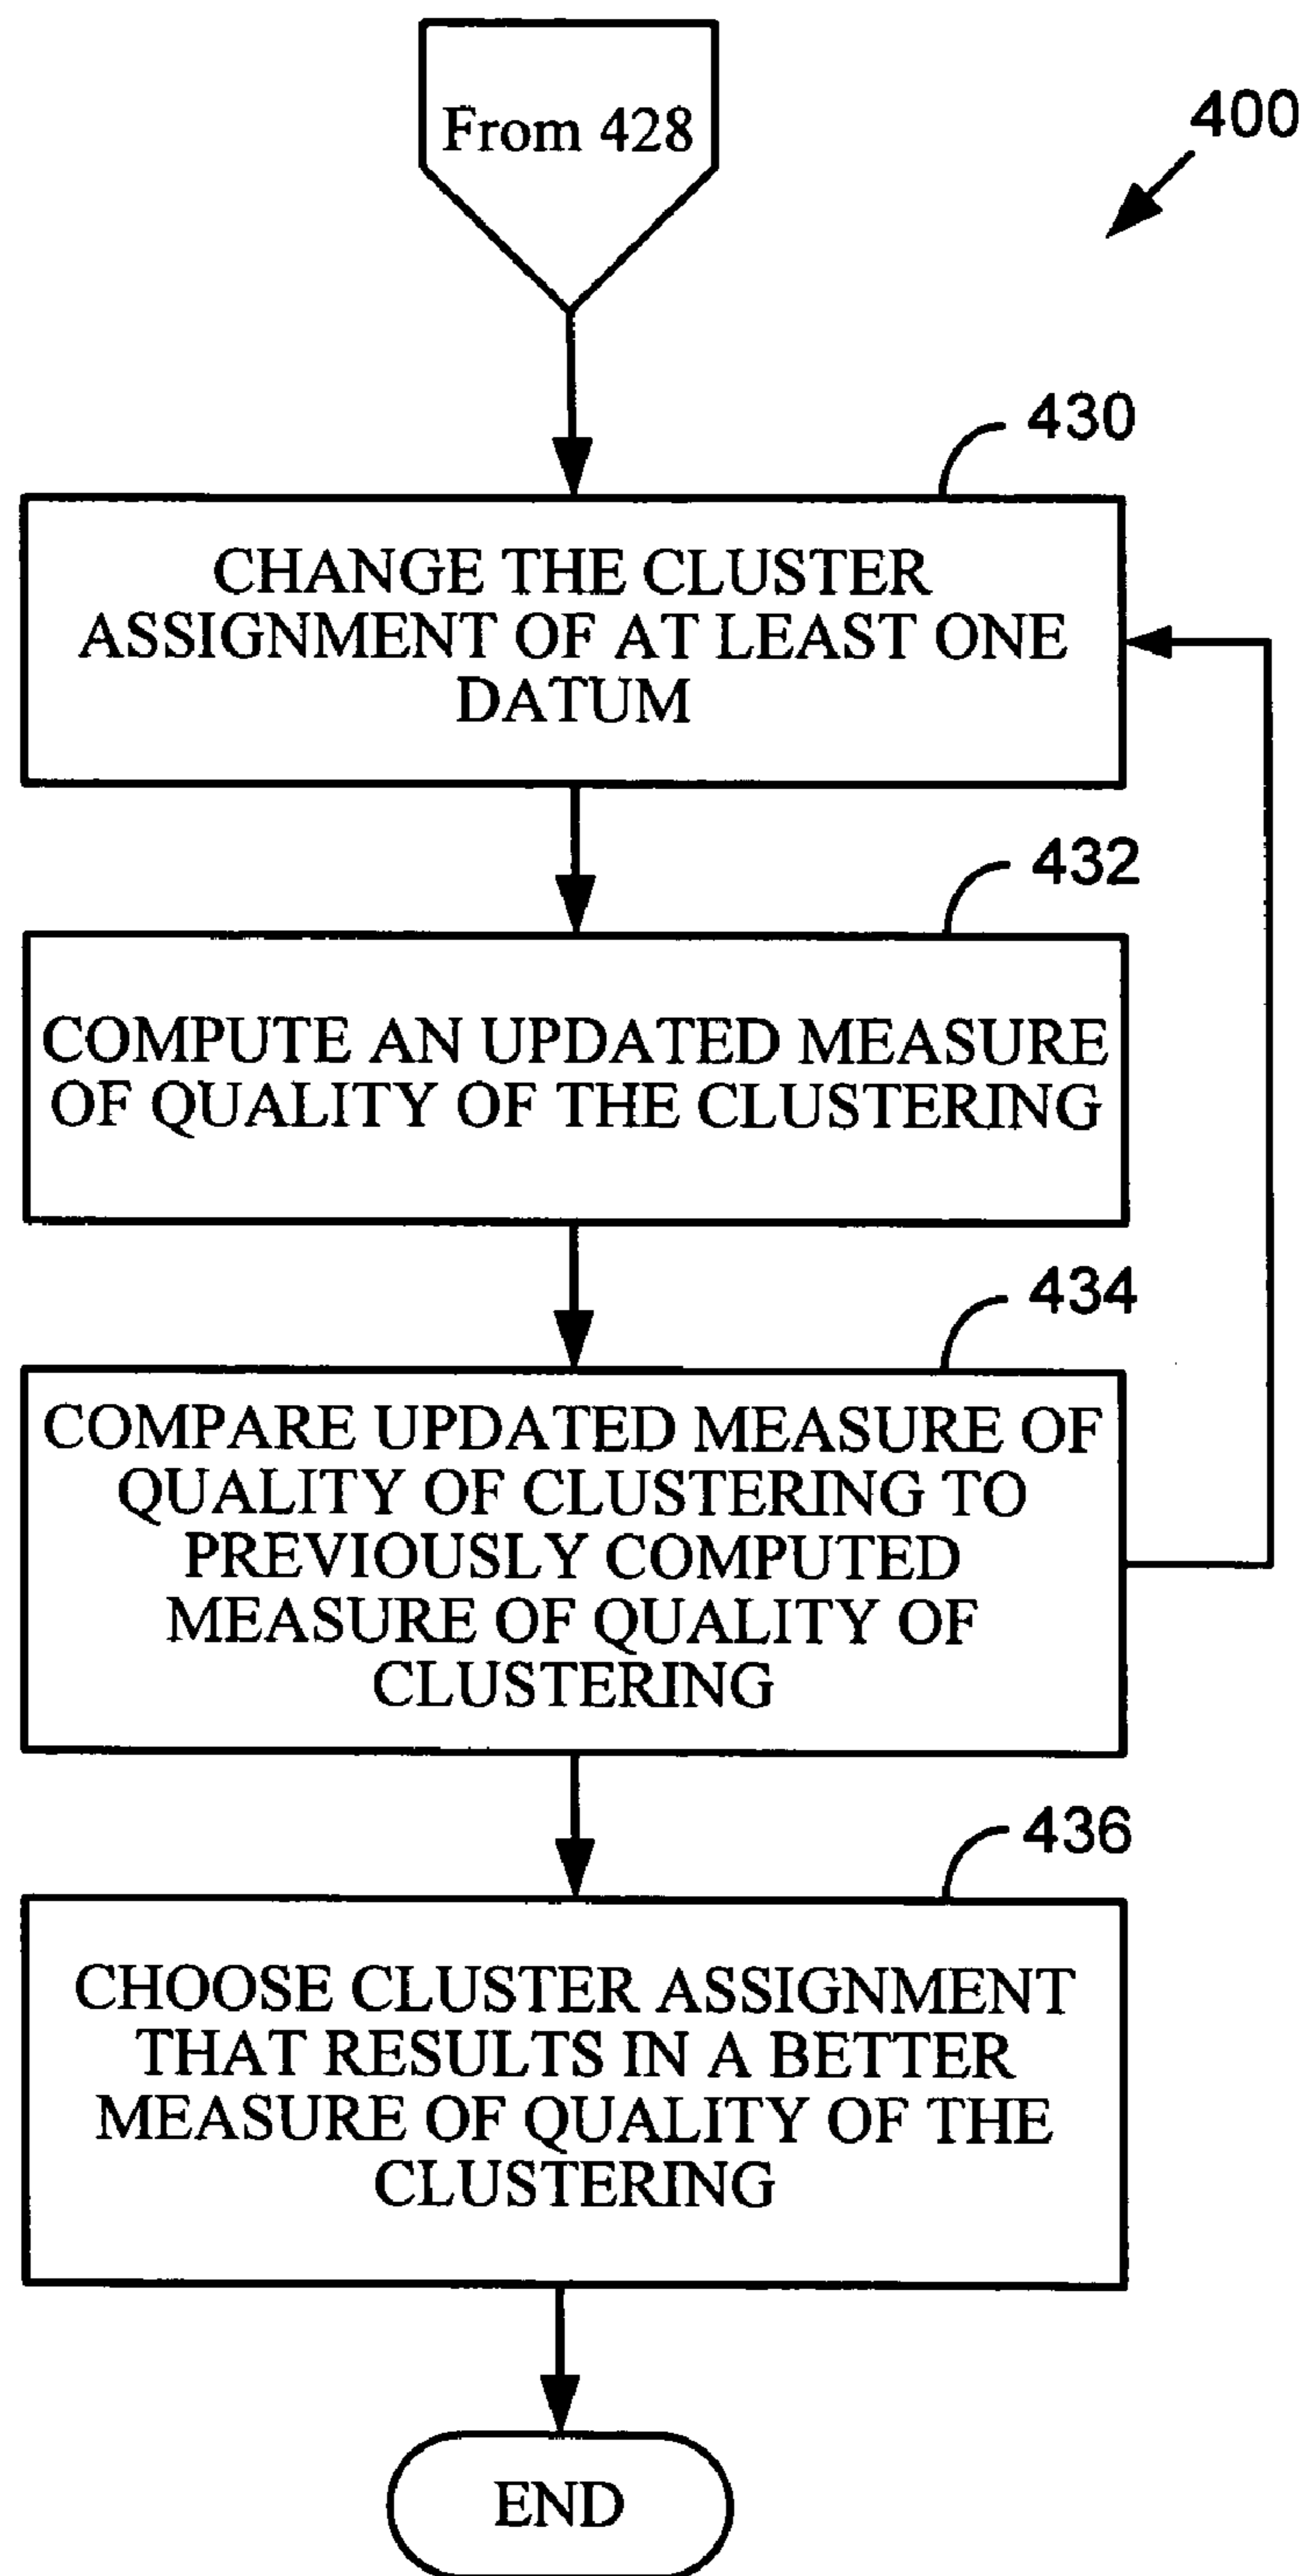 From 428
400
430
CHANGE THE CLUSTER
ASSIGNMENT OF AT LEAST ONE
DATUM
432
COMPUTE AN UPDATED MEASURE
OF QUALITY OF THE CLUSTERING
434
COMPARE UPDATED MEASURE OF
QUALITY OF CLUSTERING TO
PREVIOUSLY COMPUTED
MEASURE OF QUALITY OF
CLUSTERING
436
CHOOSE CLUSTER ASSIGNMENT
THAT RESULTS IN A BETTER
MEASURE OF QUALITY OF THE
CLUSTERING
END